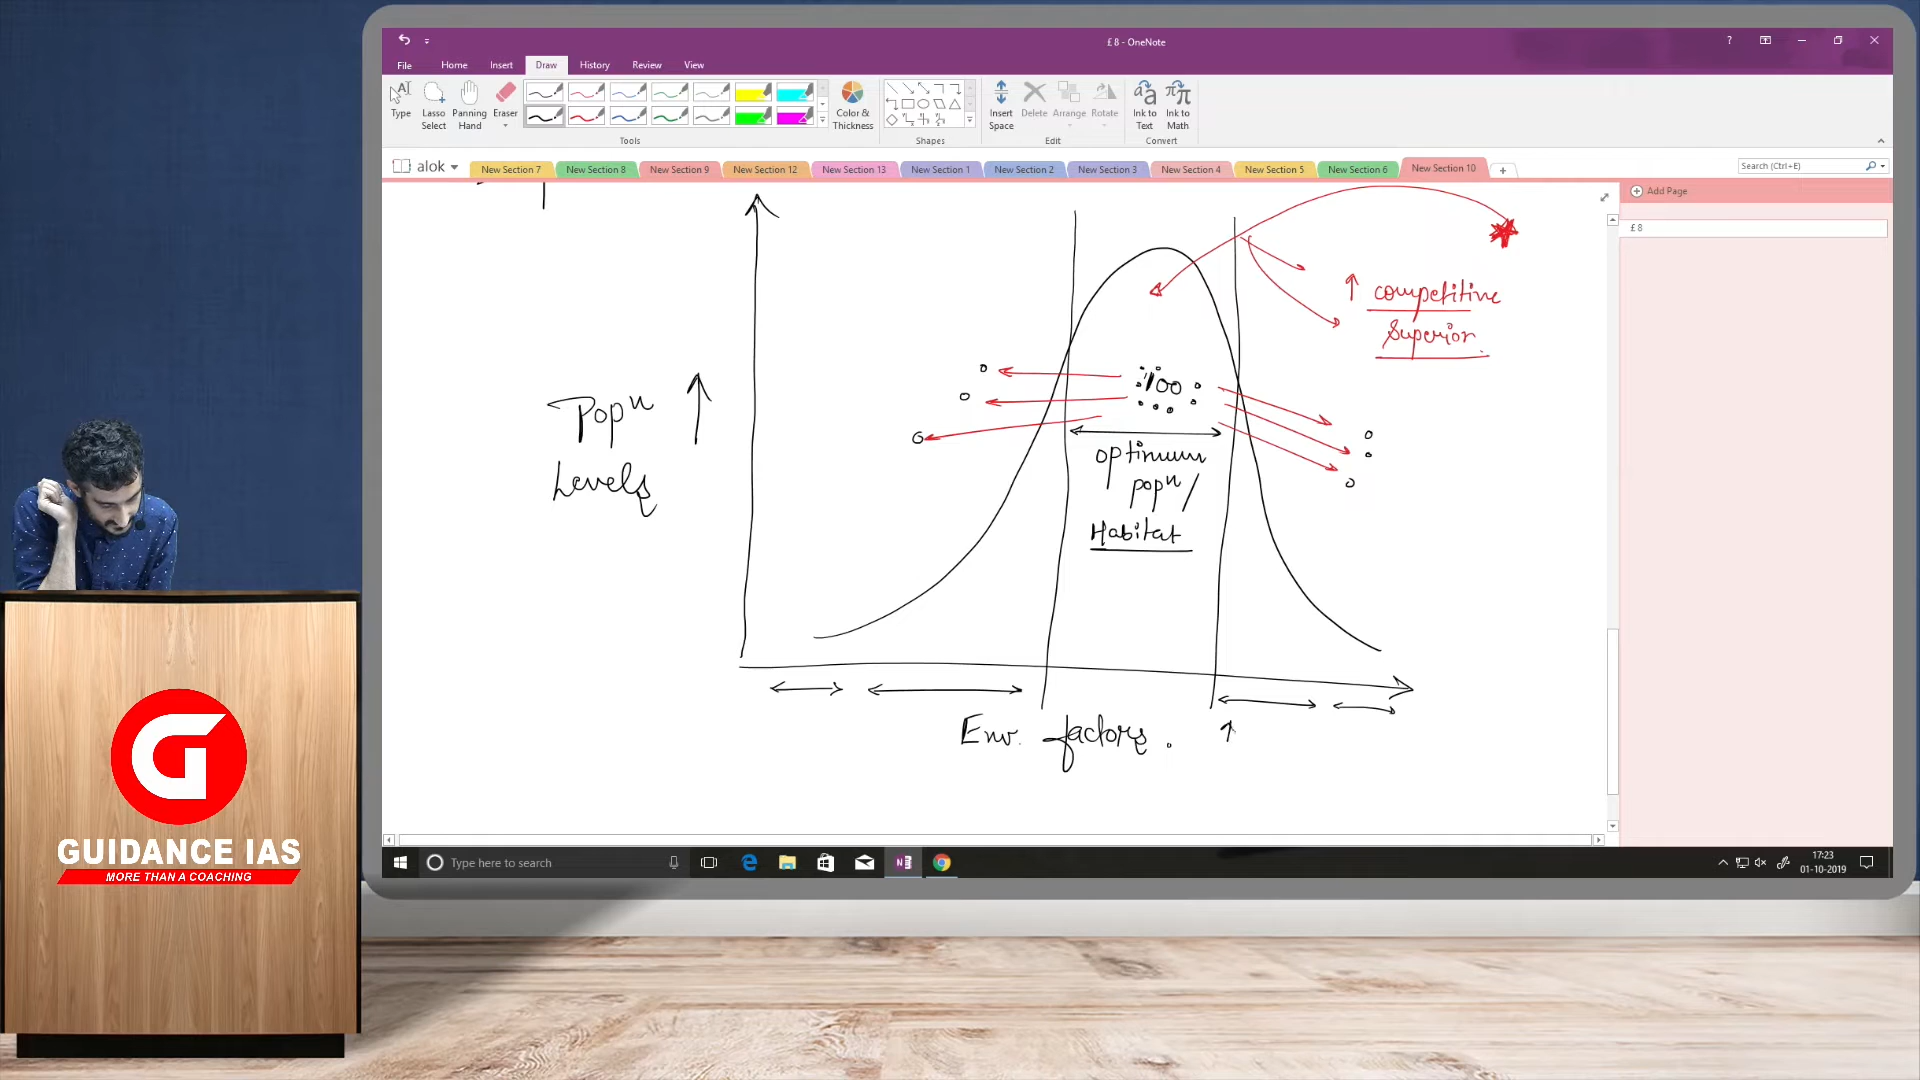 £ 8 - OneNote
?
File
Home
Insert
Draw
History
Review
View
Type
Lasso Select
Panning Hand
Eraser
Color & Thickness
Insert Space
Delete
Arrange
Rotate
Ink to Text
Ink to Math
Tools
Shapes
Edit
Convert
alok
New Section 7
New Section 8
New Section 9
New Section 12
New Section 13
New Section 1
New Section 2
New Section 3
New Section 4
New Section 5
New Section 6
New Section 10
Search (Ctrl+E)
Add Page
£ 8
↑ competitive
Superior.
100
Popn
Levels
optimum
popn /
Habitat
Env. factors.
Type here to search
17:23
01-10-2019
G
GUIDANCE IAS
MORE THAN A COACHING